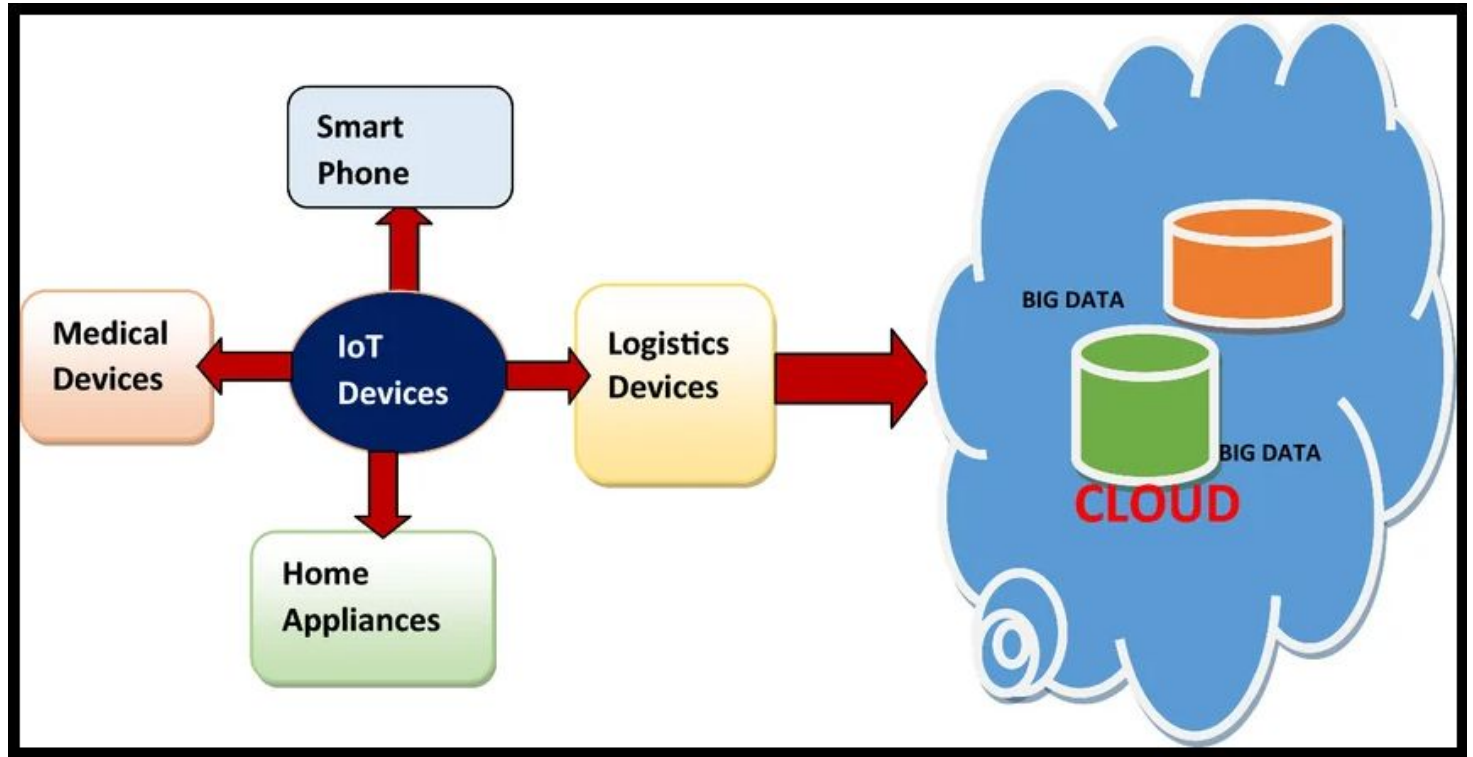 Smart
Phone
Medical
Devices
IoT
Devices
Logistics
Devices
Home
Appliances
BIG DATA
BIG DATA
CLOUD